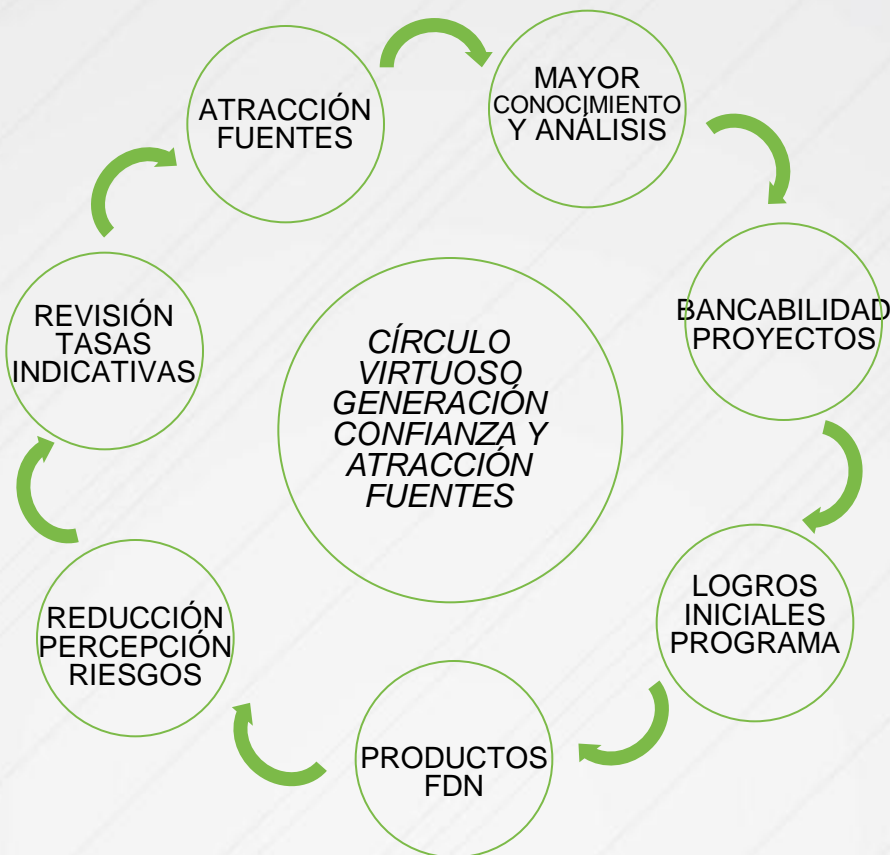 ATRACCIÓN
FUENTES
MAYOR
CONOCIMIENTO
Y ANÁLISIS
BANCABILIDAD
PROYECTOS
LOGROS
INICIALES
PROGRAMA
PRODUCTOS
FDN
REDUCCIÓN
PERCEPCIÓN
RIESGOS
REVISIÓN
TASAS
INDICATIVAS
CÍRCULO
VIRTUOSO
GENERACIÓN
CONFIANZA Y
ATRACCIÓN
FUENTES